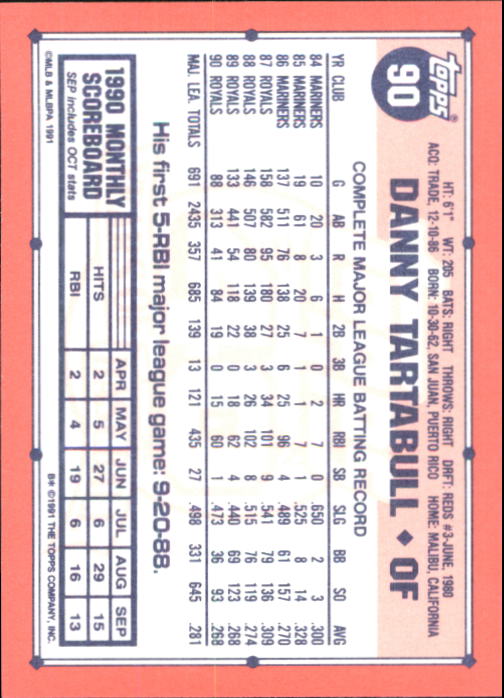 TOPPS®
90
HT: 6'1" WT: 205 BATS: RIGHT THROWS: RIGHT DRFT: REDS #3-JUNE, 1980
ACQ: TRADE, 12-10-86 BORN: 10-30-62, SAN JUAN, PUERTO RICO HOME: MALIBU, CALIFORNIA
DANNY TARTABULL ◆ OF
COMPLETE MAJOR LEAGUE BATTING RECORD
YR CLUB G AB R H 2B 3B HR RBI SB SLG BB SO AVG
84 MARINERS 10 20 3 6 1 0 2 7 0 .650 2 3 .300
85 MARINERS 19 61 8 20 7 1 1 7 1 .525 8 14 .328
86 MARINERS 137 511 76 138 25 6 25 96 4 .489 61 157 .270
87 ROYALS 158 582 95 180 27 3 34 101 9 .541 79 136 .309
88 ROYALS 146 507 80 139 38 3 26 102 8 .515 76 119 .274
89 ROYALS 133 441 54 118 22 0 18 62 4 .440 69 123 .268
90 ROYALS 88 313 41 84 19 0 15 60 1 .473 36 93 .268
MAJ. LEA. TOTALS 691 2435 357 685 139 13 121 435 27 .498 331 645 .281
His first 5-RBI major league game: 9-20-88.
1990 MONTHLY
SCOREBOARD
SEP includes OCT stats
APR MAY JUN JUL AUG SEP
HITS 2 5 27 6 29 15
RBI 2 4 19 6 16 13
©MLB & MLBPA 1991
B* ©1991 THE TOPPS COMPANY, INC.